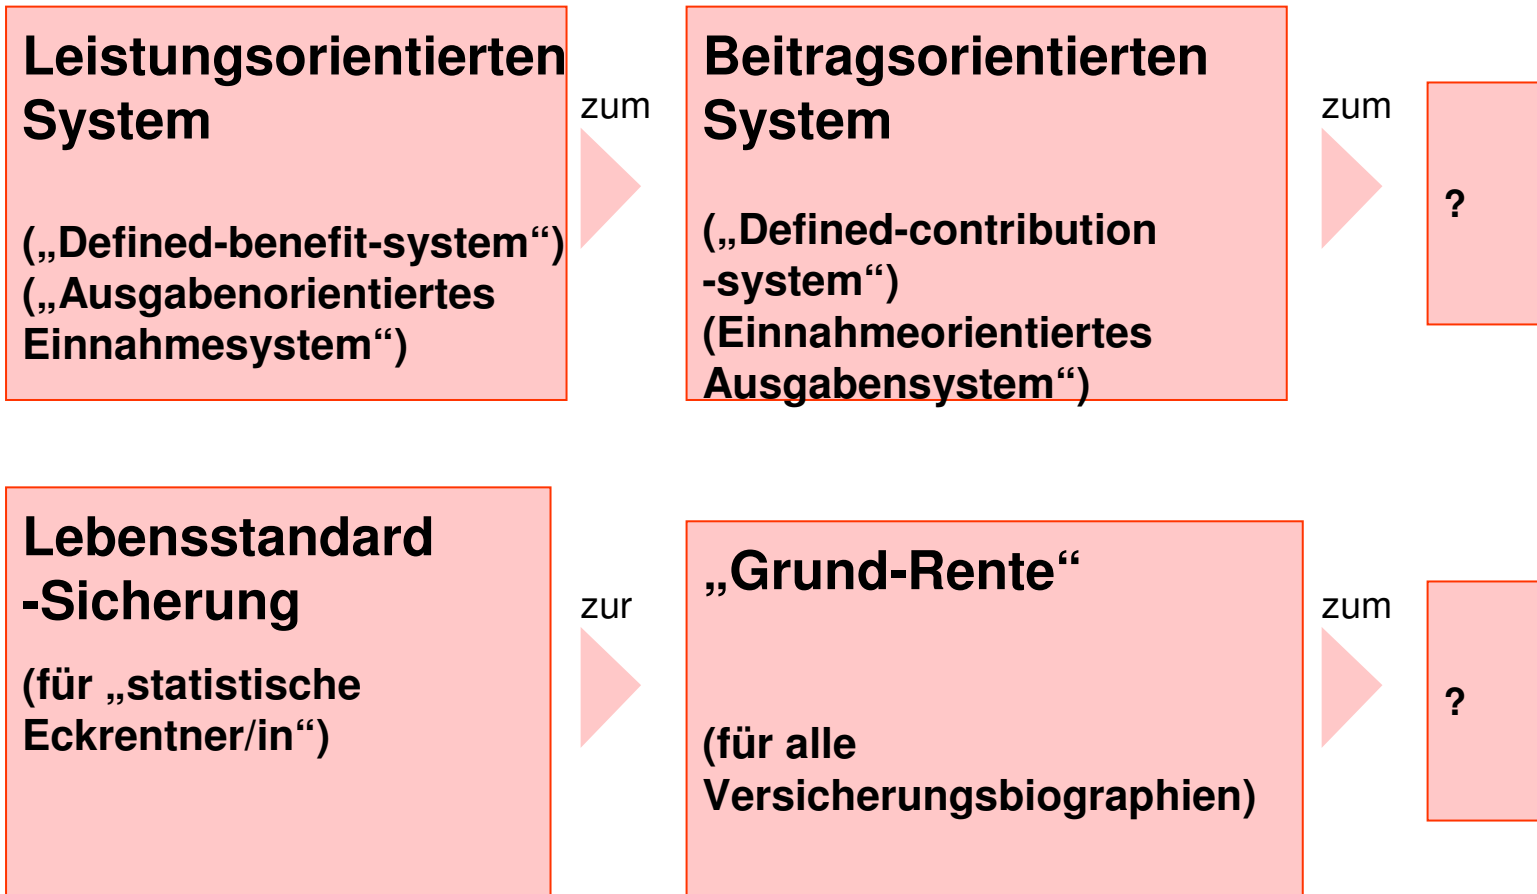 Leistungsorientierten
System
(„Defined-benefit-system“)
(„Ausgabenorientiertes
Einnahmesystem“)
zum
Beitragsorientierten
System
(„Defined-contribution
-system“)
(Einnahmeorientiertes
Ausgabensystem“)
zum
?
Lebensstandard
-Sicherung
(für „statistische
Eckrentner/in“)
zur
„Grund-Rente“
(für alle
Versicherungsbiographien)
zum
?